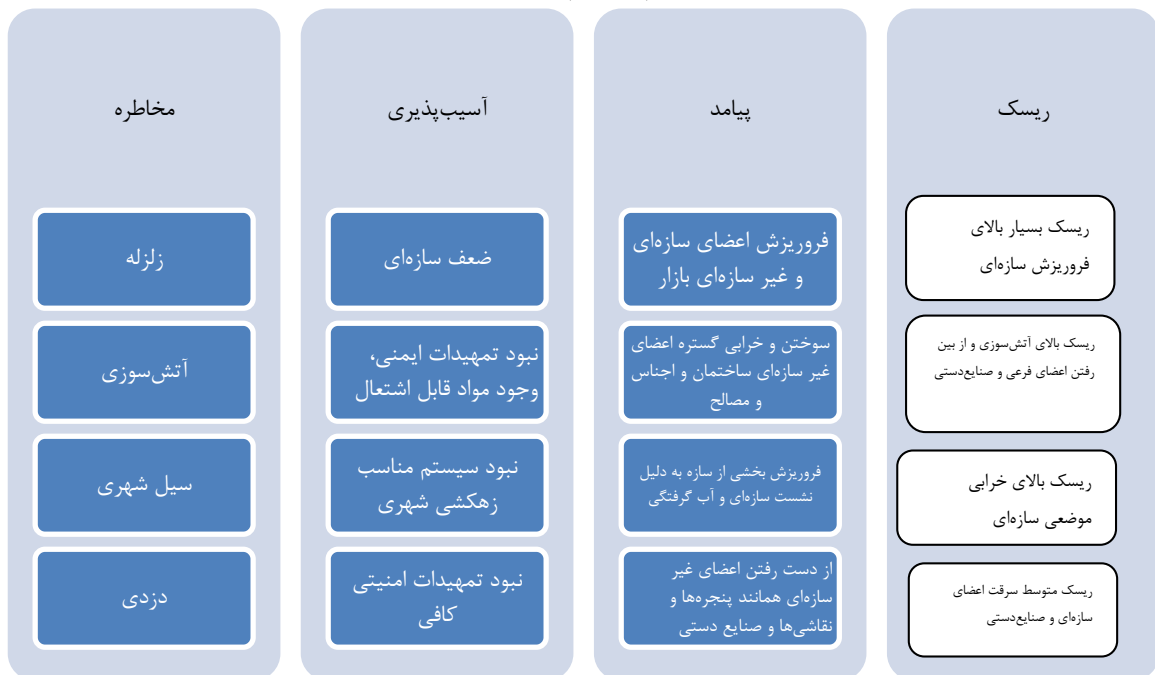 مخاطره
زلزله
آتش‌سوزی
سیل شهری
دزدی
آسیب‌پذیری
ضعف سازه‌ای
نبود تمهیدات ایمنی،
وجود مواد قابل اشتعال
نبود سیستم مناسب
زهکشی شهری
نبود تمهیدات امنیتی
کافی
پیامد
فروریزش اعضای سازه‌ای
و غیر سازه‌ای بازار
سوختن و خرابی گستره اعضای
غیر سازه‌ای ساختمان و اجناس
و مصالح
فروریزش بخشی از سازه به دلیل
نشست سازه‌ای و آب گرفتگی
از دست رفتن اعضای غیر
سازه‌ای همانند پنجره‌ها و
نقاشی‌ها و صنایع دستی
ریسک
ریسک بسیار بالای
فروریزش سازه‌ای
ریسک بالای آتش‌سوزی و از بین
رفتن اعضای فرعی و صنایع‌دستی
ریسک بالای خرابی
موضعی سازه‌ای
ریسک متوسط سرقت اعضای
سازه‌ای و صنایع‌دستی